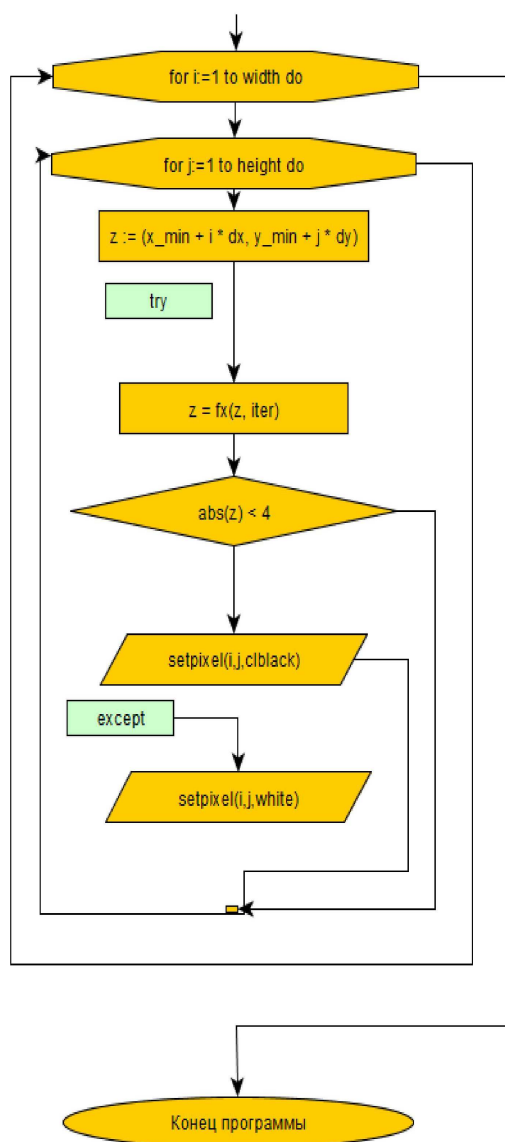 for i:=1 to width do
for j:=1 to height do
z := (x_min + i * dx, y_min + j * dy)
try
z = fx(z, iter)
abs(z) < 4
setpixel(i,j,clblack)
except
setpixel(i,j,white)
Конец программы